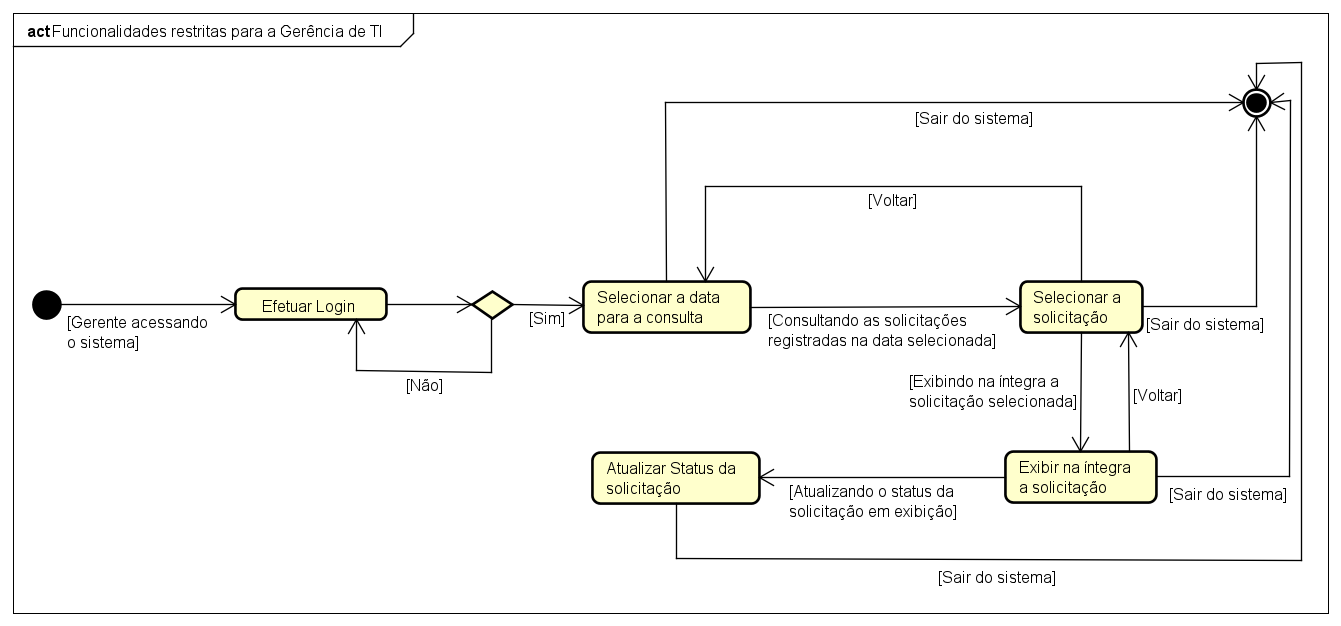 act Funcionalidades restritas para a Gerência de TI
[Sair do sistema]
[Voltar]
Efetuar Login
[Gerente acessando
o sistema]
[Não]
[Sim]
Selecionar a data
para a consulta
[Consultando as solicitações
registradas na data selecionada]
Selecionar a
solicitação
[Sair do sistema]
[Exibindo na íntegra a
solicitação selecionada]
[Voltar]
Atualizar Status da
solicitação
[Atualizando o status da
solicitação em exibição]
Exibir na íntegra
a solicitação
[Sair do sistema]
[Sair do sistema]